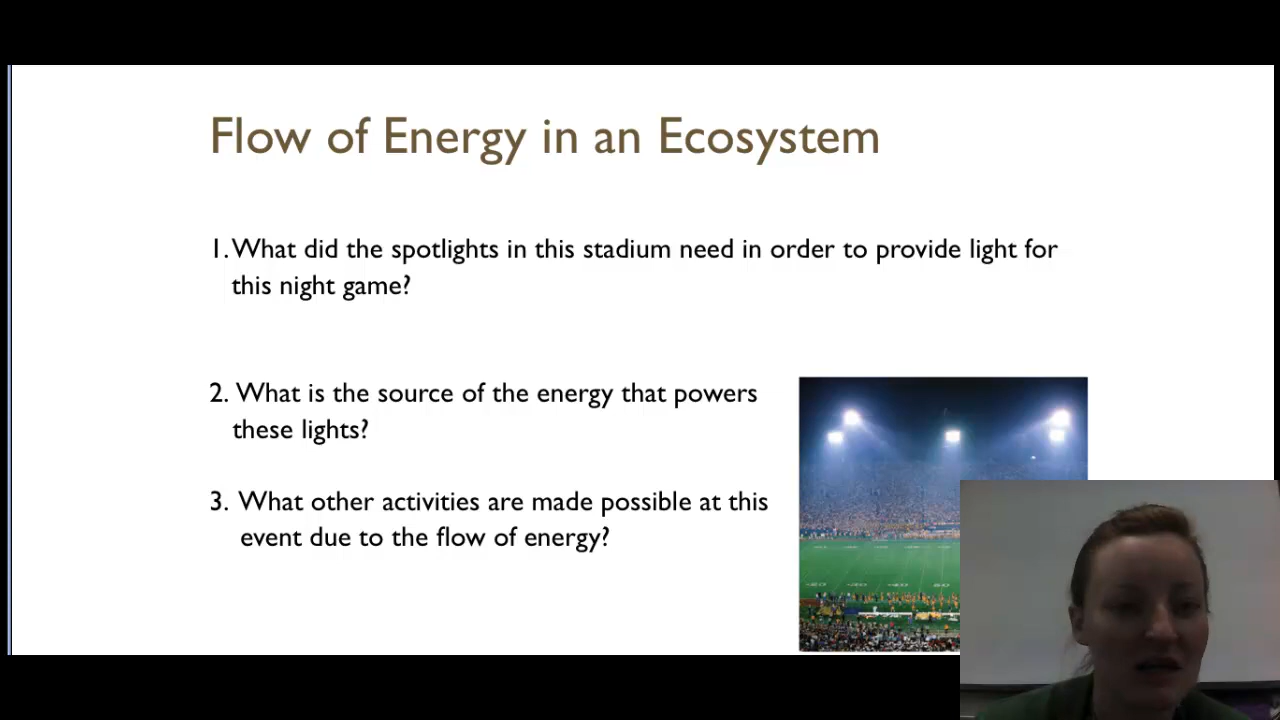 Flow of Energy in an Ecosystem
1. What did the spotlights in this stadium need in order to provide light for
this night game?
2. What is the source of the energy that powers
these lights?
3. What other activities are made possible at this
event due to the flow of energy?